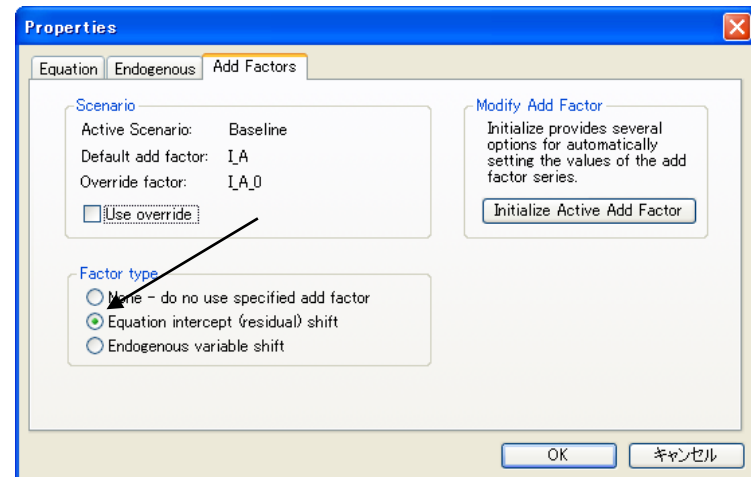 Properties
Equation
Endogenous
Add Factors
Scenario
Active Scenario: Baseline
Default add factor: I_A
Override factor: I_A_0
Use override
Modify Add Factor
Initialize provides several
options for automatically
setting the values of the add
factor series.
Initialize Active Add Factor
Factor type
None - do no use specified add factor
Equation intercept (residual) shift
Endogenous variable shift
OK
キャンセル